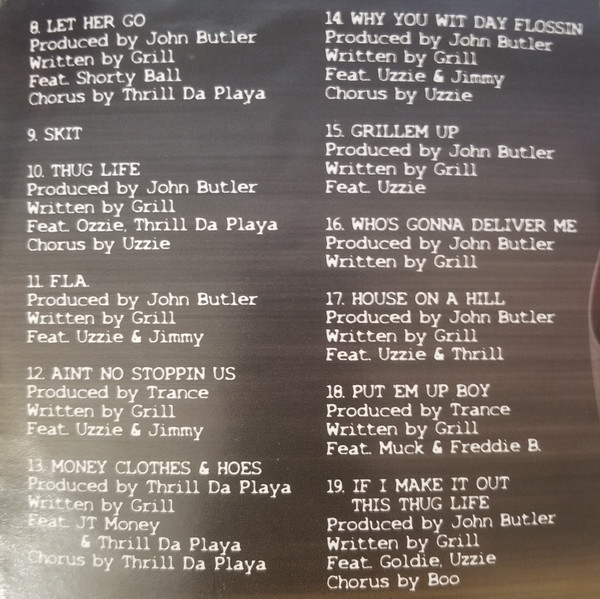 8. LET HER GO
Produced by John Butler
Written by Grill
Feat. Shorty Ball
Chorus by Thrill Da Playa
9. SKIT
10. THUG LIFE
Produced by John Butler
Written by Grill
Feat. Ozzie, Thrill Da Playa
Chorus by Uzzie
11. F.L.A.
Produced by John Butler
Written by Grill
Feat. Uzzie & Jimmy
12. AINT NO STOPPIN US
Produced by Trance
Written by Grill
Feat. Uzzie & Jimmy
13. MONEY CLOTHES & HOES
Produced by Thrill Da Playa
Written by Grill
Feat. JT Money
& Thrill Da Playa
Chorus by Thrill Da Playa
14. WHY YOU WIT DAY FLOSSIN
Produced by John Butler
Written by Grill
Feat. Uzzie & Jimmy
Chorus by Uzzie
15. GRILLEM UP
Produced by John Butler
Written by Grill
Feat. Uzzie
16. WHO'S GONNA DELIVER ME
Produced by John Butler
Written by Grill
17. HOUSE ON A HILL
Produced by John Butler
Written by Grill
Feat. Uzzie & Thrill
18. PUT 'EM UP BOY
Produced by Trance
Written by Grill
Feat. Muck & Freddie B.
19. IF I MAKE IT OUT
THIS THUG LIFE
Produced by John Butler
Written by Grill
Feat. Goldie, Uzzie
Chorus by Boo